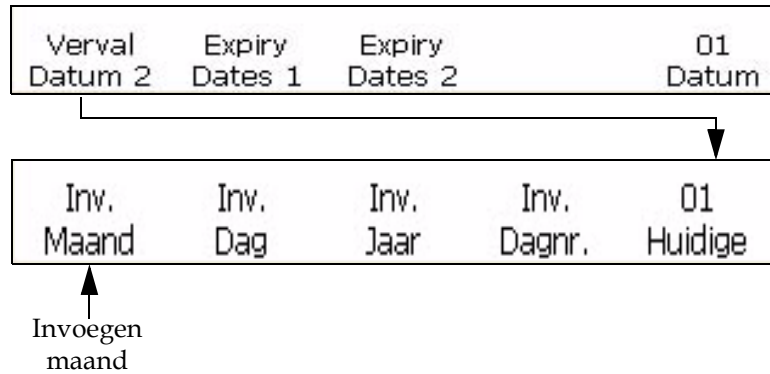 Verval Expiry Expiry 01
Datum 2 Dates 1 Dates 2 Datum
Inv. Inv. Inv. Inv. 01
Maand Dag Jaar Dagnr. Huidige
Invoegen
maand